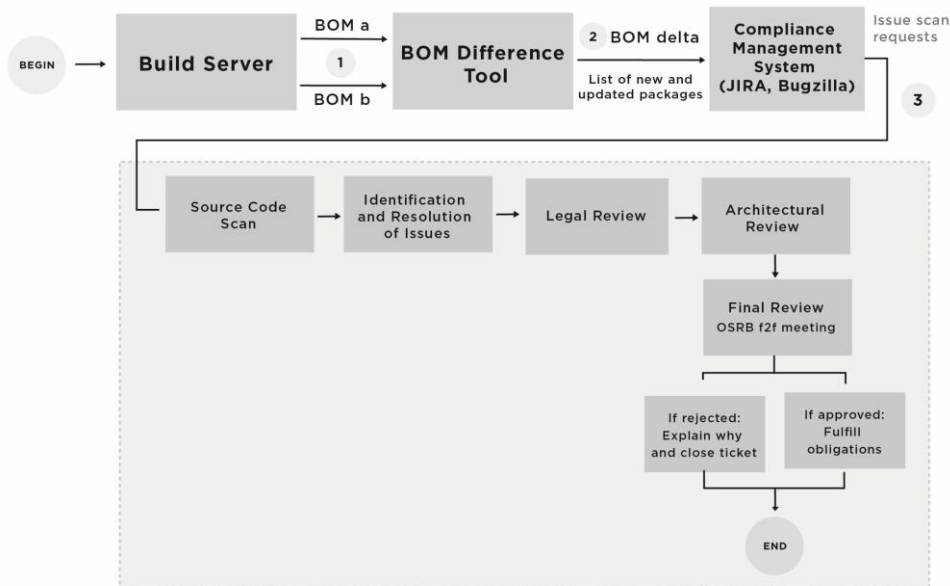 BEGIN
Build Server
BOM a
1
BOM b
BOM Difference
Tool
2 BOM delta
List of new and
updated packages
Compliance
Management
System
(JIRA, Bugzilla)
Issue scan
requests
3
Source Code
Scan
Identification
and Resolution
of Issues
Legal Review
Architectural
Review
Final Review
OSRB f2f meeting
If rejected:
Explain why
and close ticket
If approved:
Fulfill
obligations
END